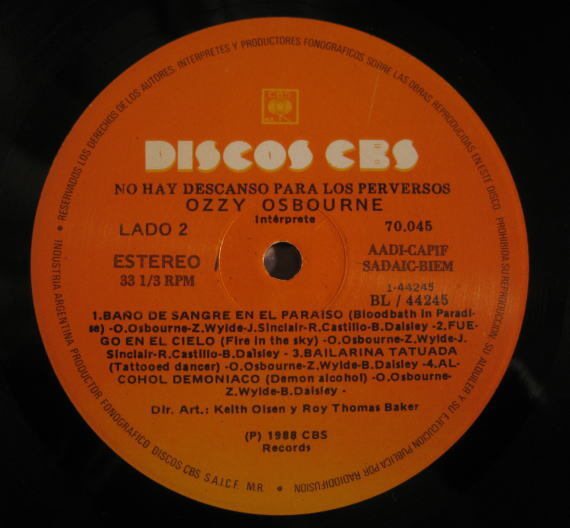 RESERVADOS LOS DERECHOS DE LOS AUTORES, INTERPRETES Y PRODUCTORES FONOGRAFICOS SOBRE LAS OBRAS REPRODUCIDAS EN ESTE DISCO. PROHIBIDA SU REPRODUCCION, SU ALQUILER Y SU EJECUCION PUBLICA POR RADIODIFUSION
CBS
DISCOS CBS
NO HAY DESCANSO PARA LOS PERVERSOS
OZZY OSBOURNE
Intérprete
LADO 2
70.045
ESTEREO
AADI-CAPIF
33 1/3 RPM
SADAIC-BIEM
1-44245
BL / 44245
1.BAÑO DE SANGRE EN EL PARAISO (Bloodbath in Paradi-
se) -O.Osbourne-Z.Wylde-J.Sinclair-R.Castillo-B.Daisley -2.FUE-
GO EN EL CIELO (Fire in the sky) -O.Osbourne-Z.Wylde-J.
Sinclair-R.Castillo-B.Daisley - 3.BAILARINA TATUADA
(Tattooed dancer) -O.Osbourne-Z.Wylde-B.Daisley -4.AL-
COHOL DEMONIACO (Demon alcohol) -O.Osbourne-
Z.Wylde-B.Daisley -
Dir. Art.: Keith Olsen y Roy Thomas Baker
(P) 1988 CBS
Records
INDUSTRIA ARGENTINA PRODUCTOR FONOGRAFICO DISCOS CBS S.A.I.C.F. M.R.